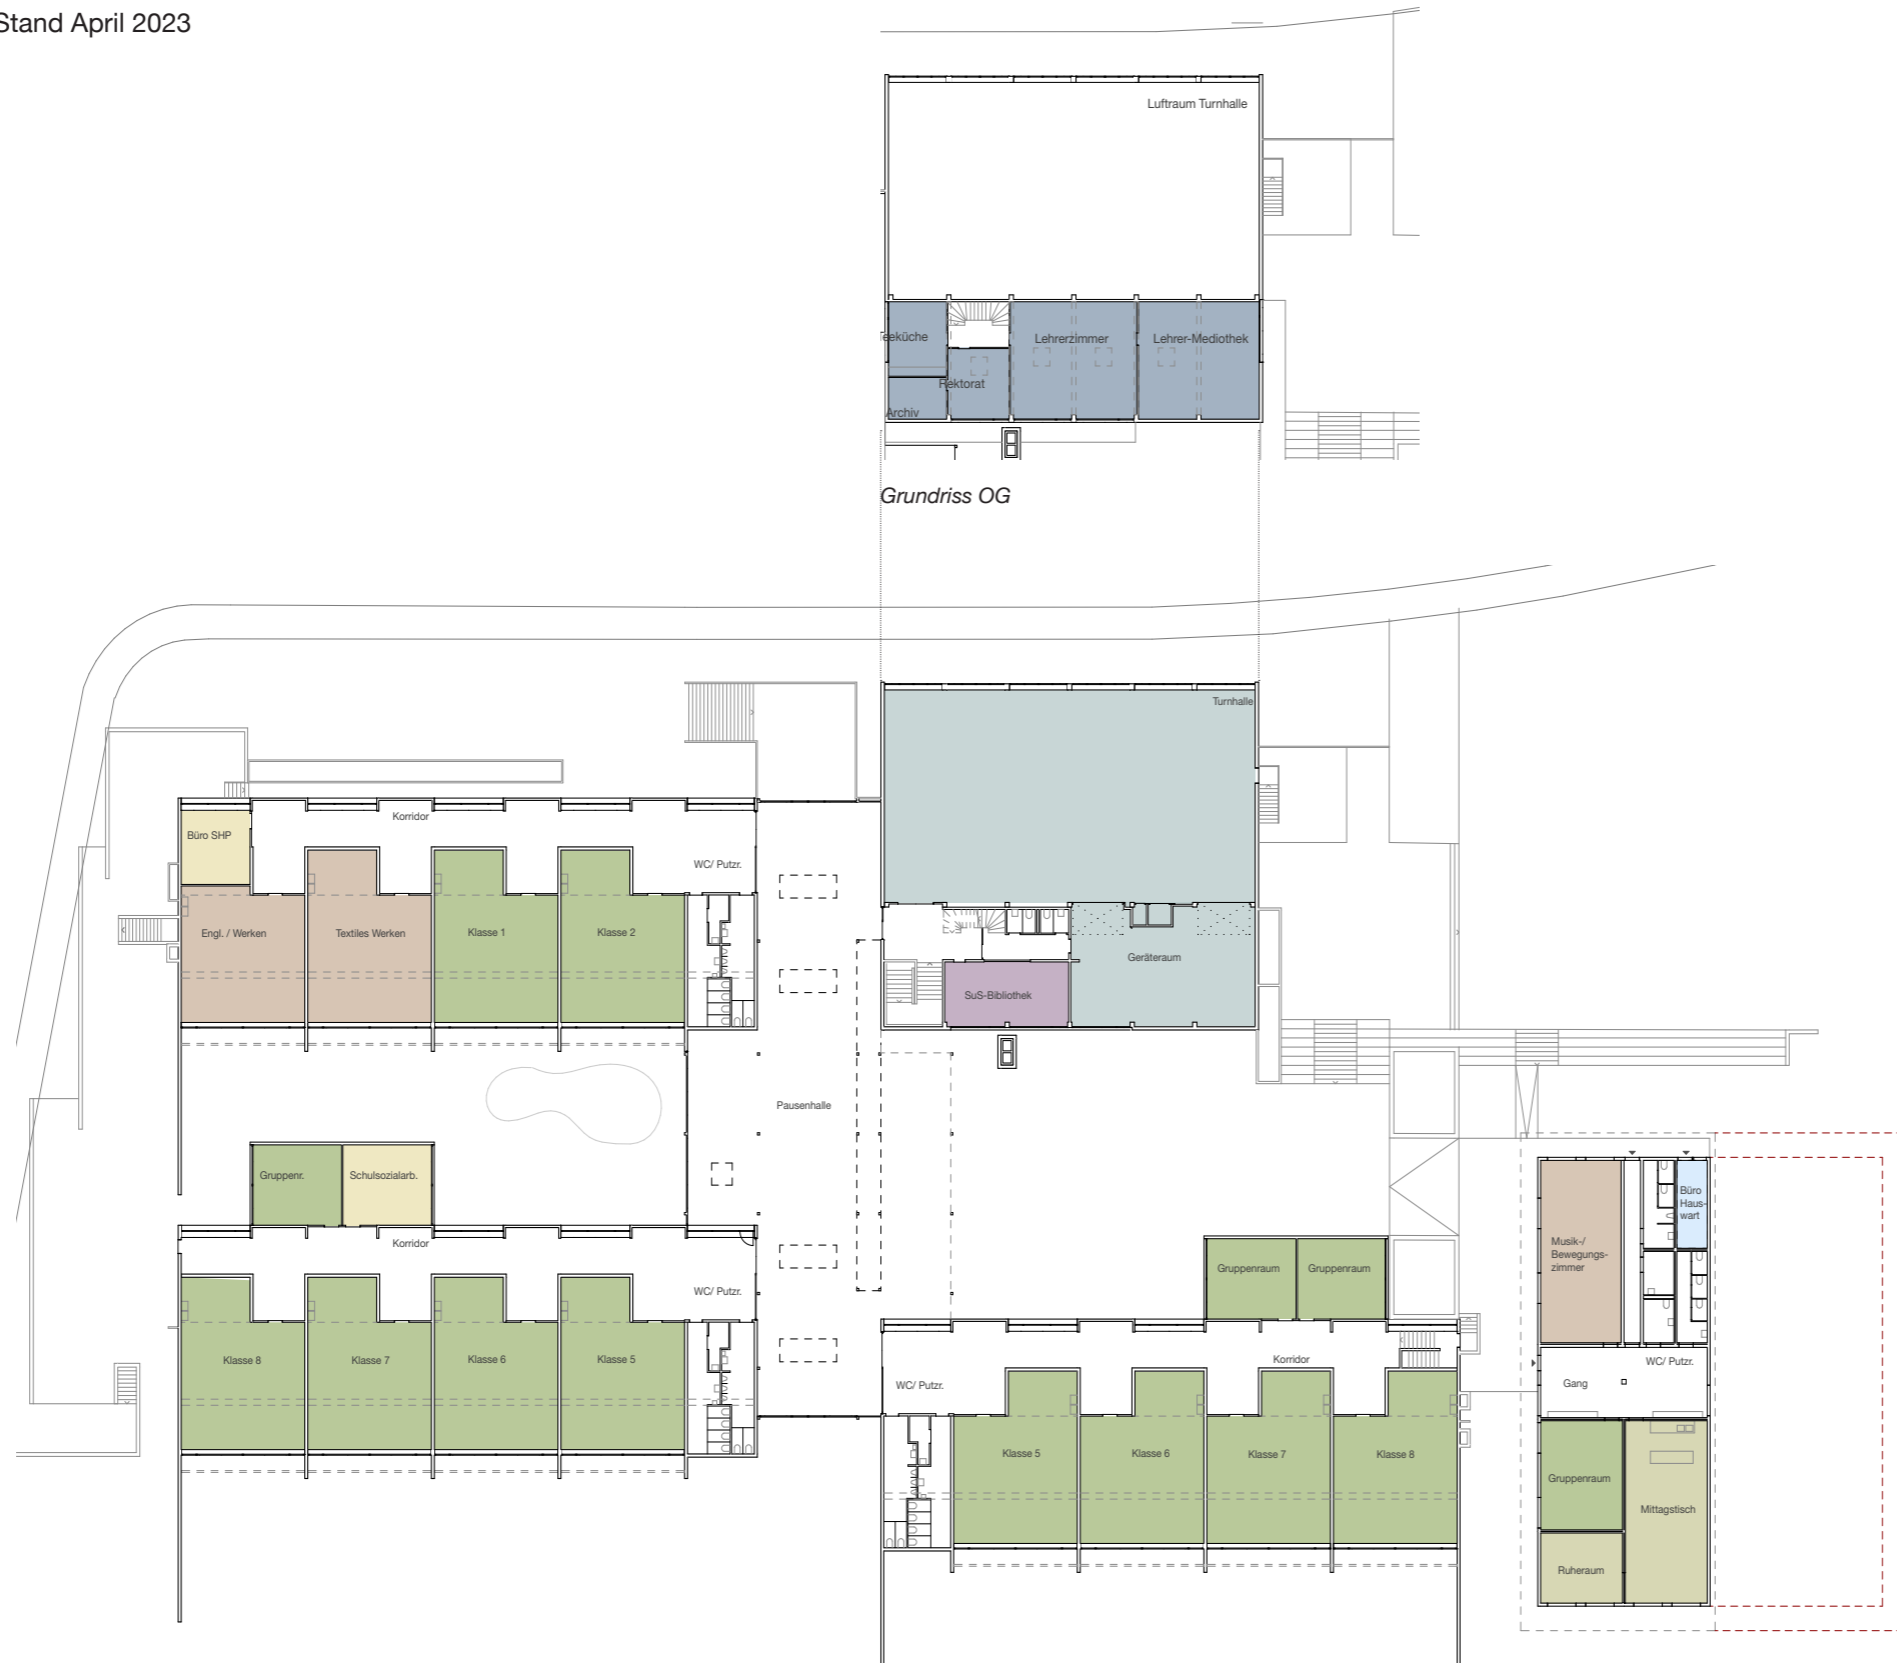 Stand April 2023
Luftraum Turnhalle
eeküche
Lehrerzimmer
Lehrer-Mediothek
Rektorat
Archiv
Grundriss OG
Turnhalle
Korridor
Büro SHP
WC/ Putzr.
Engl. / Werken
Textiles Werken
Klasse 1
Klasse 2
Geräteraum
SuS-Bibliothek
Pausenhalle
Gruppenr.
Schulsozialarb.
Büro
Haus-
wart
Korridor
Musik-/
Bewegungs-
zimmer
Gruppenraum
Gruppenraum
WC/ Putzr.
Klasse 8
Klasse 7
Klasse 6
Klasse 5
Korridor
WC/ Putzr.
WC/ Putzr.
Gang
Klasse 5
Klasse 6
Klasse 7
Klasse 8
Gruppenraum
Mittagstisch
Ruheraum